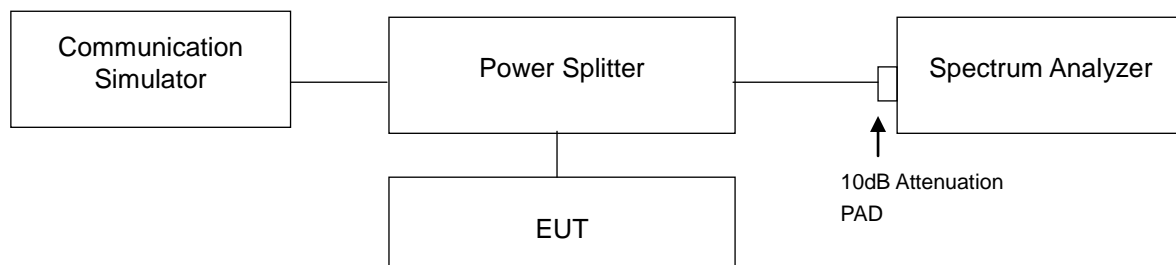 Communication
Simulator
Power Splitter
Spectrum Analyzer
10dB Attenuation
PAD
EUT